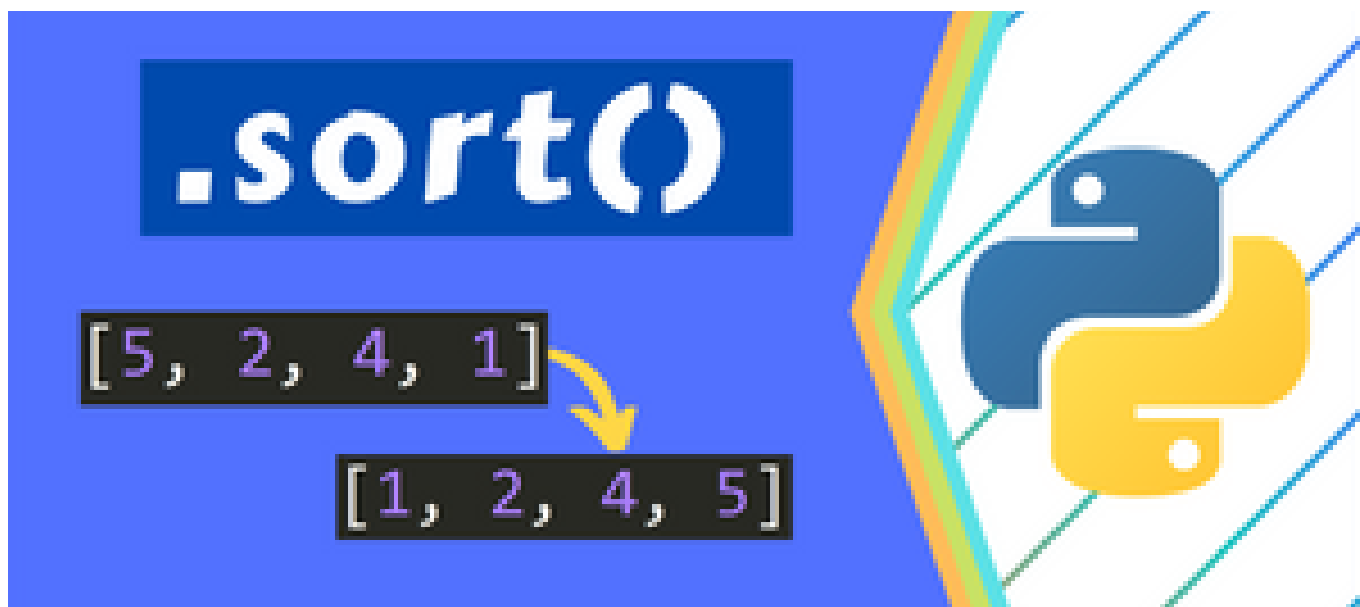 .sort()
[5, 2, 4, 1]
[1, 2, 4, 5]